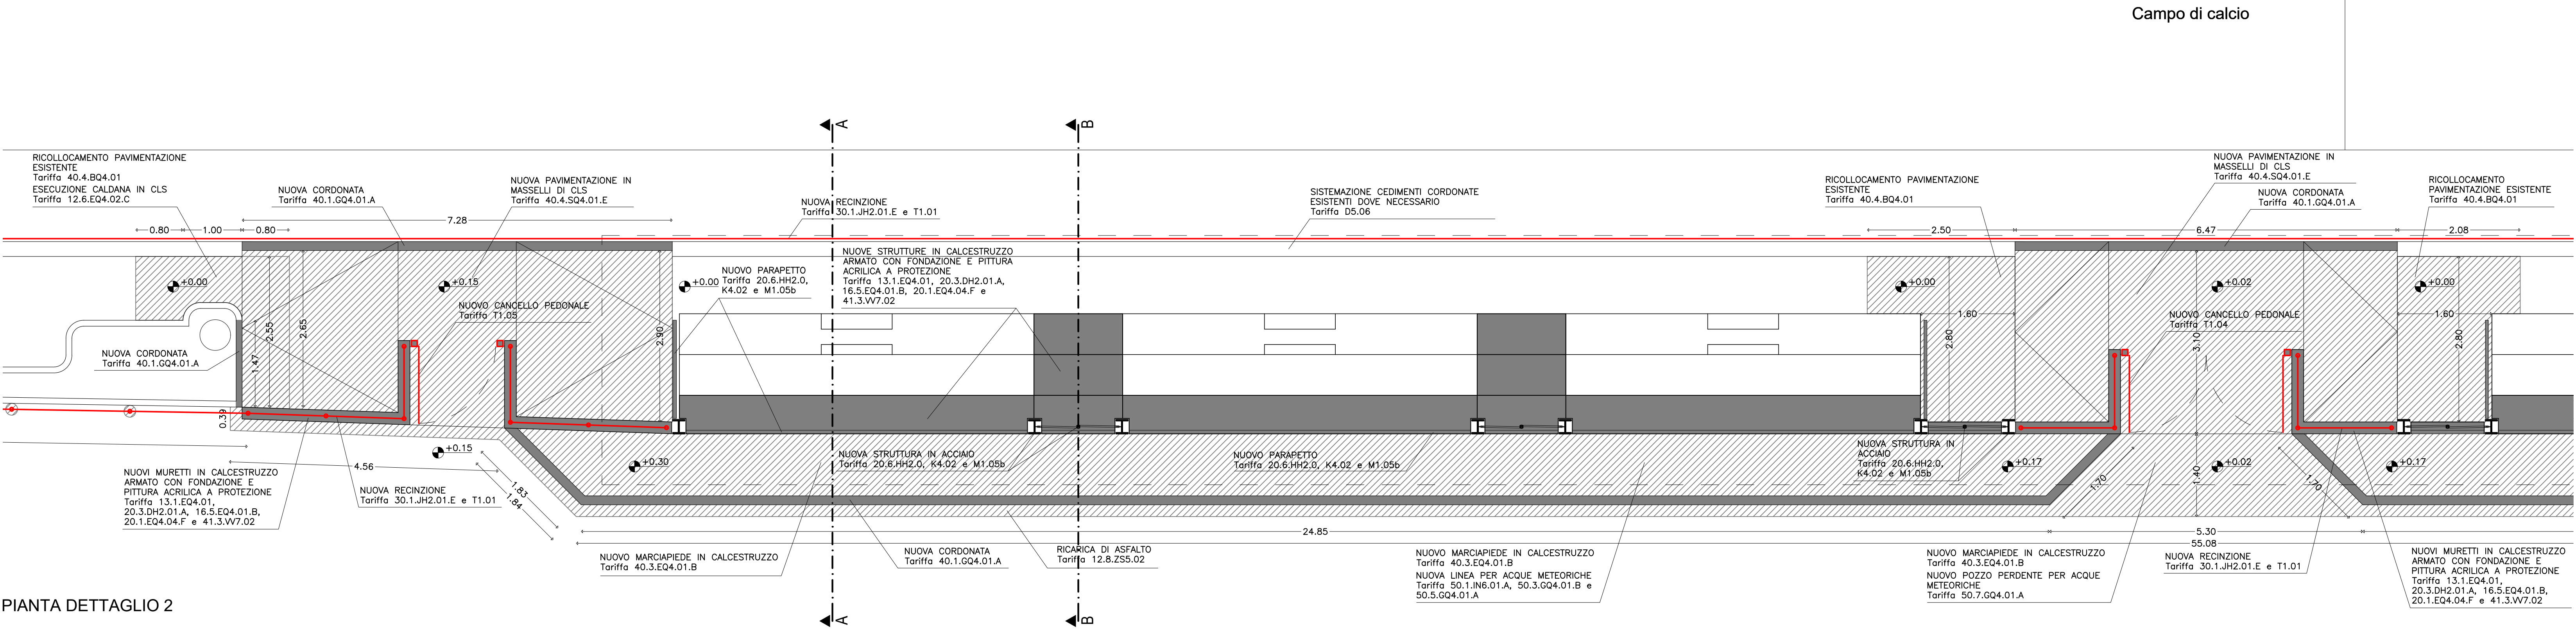 Campo di calcio
A
B
RICOLLOCAMENTO PAVIMENTAZIONE
ESISTENTE
Tariffa 40.4.BQ4.01
ESECUZIONE CALDANA IN CLS
Tariffa 12.6.EQ4.02.C
NUOVA CORDONATA
Tariffa 40.1.GQ4.01.A
NUOVA PAVIMENTAZIONE IN
MASSELLI DI CLS
Tariffa 40.4.SQ4.01.E
NUOVA RECINZIONE
Tariffa 30.1.JH2.01.E e T1.01
SISTEMAZIONE CEDIMENTI CORDONATE
ESISTENTI DOVE NECESSARIO
Tariffa D5.06
RICOLLOCAMENTO PAVIMENTAZIONE
ESISTENTE
Tariffa 40.4.BQ4.01
NUOVA PAVIMENTAZIONE IN
MASSELLI DI CLS
Tariffa 40.4.SQ4.01.E
NUOVA CORDONATA
Tariffa 40.1.GQ4.01.A
RICOLLOCAMENTO
PAVIMENTAZIONE ESISTENTE
Tariffa 40.4.BQ4.01
7.28
0.80
1.00
0.80
2.50
6.47
2.08
NUOVE STRUTTURE IN CALCESTRUZZO
ARMATO CON FONDAZIONE E PITTURA
ACRILICA A PROTEZIONE
Tariffa 13.1.EQ4.01, 20.3.DH2.01.A,
16.5.EQ4.01.B, 20.1.EQ4.04.F e
41.3.VV7.02
NUOVO PARAPETTO
Tariffa 20.6.HH2.0,
K4.02 e M1.05b
+0.00
+0.15
+0.00
+0.00
+0.02
+0.00
NUOVO CANCELLO PEDONALE
Tariffa T1.05
NUOVO CANCELLO PEDONALE
Tariffa T1.04
1.60
1.60
1.47
2.55
2.65
2.90
2.80
3.10
2.80
NUOVA CORDONATA
Tariffa 40.1.GQ4.01.A
0.39
+0.15
+0.30
4.56
1.83
1.84
NUOVA STRUTTURA IN ACCIAIO
Tariffa 20.6.HH2.0, K4.02 e M1.05b
NUOVO PARAPETTO
Tariffa 20.6.HH2.0, K4.02 e M1.05b
NUOVA STRUTTURA IN
ACCIAIO
Tariffa 20.6.HH2.0,
K4.02 e M1.05b
+0.17
+0.02
+0.17
1.70
1.40
1.70
NUOVI MURETTI IN CALCESTRUZZO
ARMATO CON FONDAZIONE E
PITTURA ACRILICA A PROTEZIONE
Tariffa 13.1.EQ4.01,
20.3.DH2.01.A, 16.5.EQ4.01.B,
20.1.EQ4.04.F e 41.3.VV7.02
NUOVA RECINZIONE
Tariffa 30.1.JH2.01.E e T1.01
24.85
5.30
55.08
NUOVO MARCIAPIEDE IN CALCESTRUZZO
Tariffa 40.3.EQ4.01.B
NUOVA CORDONATA
Tariffa 40.1.GQ4.01.A
RICARICA DI ASFALTO
Tariffa 12.8.ZS5.02
NUOVO MARCIAPIEDE IN CALCESTRUZZO
Tariffa 40.3.EQ4.01.B
NUOVA LINEA PER ACQUE METEORICHE
Tariffa 50.1.IN6.01.A, 50.3.GQ4.01.B e
50.5.GQ4.01.A
NUOVO MARCIAPIEDE IN CALCESTRUZZO
Tariffa 40.3.EQ4.01.B
NUOVO POZZO PERDENTE PER ACQUE
METEORICHE
Tariffa 50.7.GQ4.01.A
NUOVA RECINZIONE
Tariffa 30.1.JH2.01.E e T1.01
NUOVI MURETTI IN CALCESTRUZZO
ARMATO CON FONDAZIONE E
PITTURA ACRILICA A PROTEZIONE
Tariffa 13.1.EQ4.01,
20.3.DH2.01.A, 16.5.EQ4.01.B,
20.1.EQ4.04.F e 41.3.VV7.02
PIANTA DETTAGLIO 2
A
B